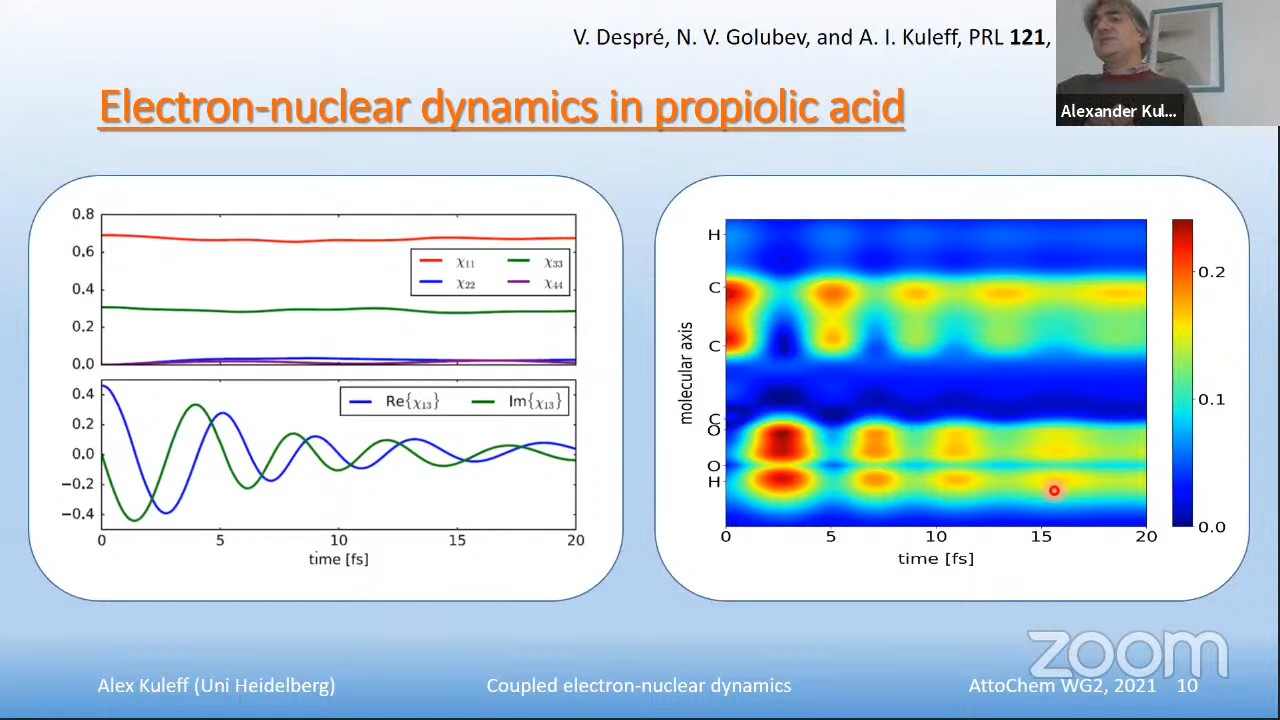 V. Despré, N. V. Golubev, and A. I. Kuleff, PRL 121,
Alexander Kul...
Electron-nuclear dynamics in propiolic acid
0.8
0.6
0.4
0.2
0.0
χ11 χ33
χ22 χ44
0.4
0.2
0.0
−0.2
−0.4
Re{χ13} Im{χ13}
0 5 10 15 20
time [fs]
molecular axis
H
C
C
C
O
O
H
0 5 10 15 20
time [fs]
0.2
0.1
0.0
zoom
Alex Kuleff (Uni Heidelberg) Coupled electron-nuclear dynamics AttoChem WG2, 2021 10